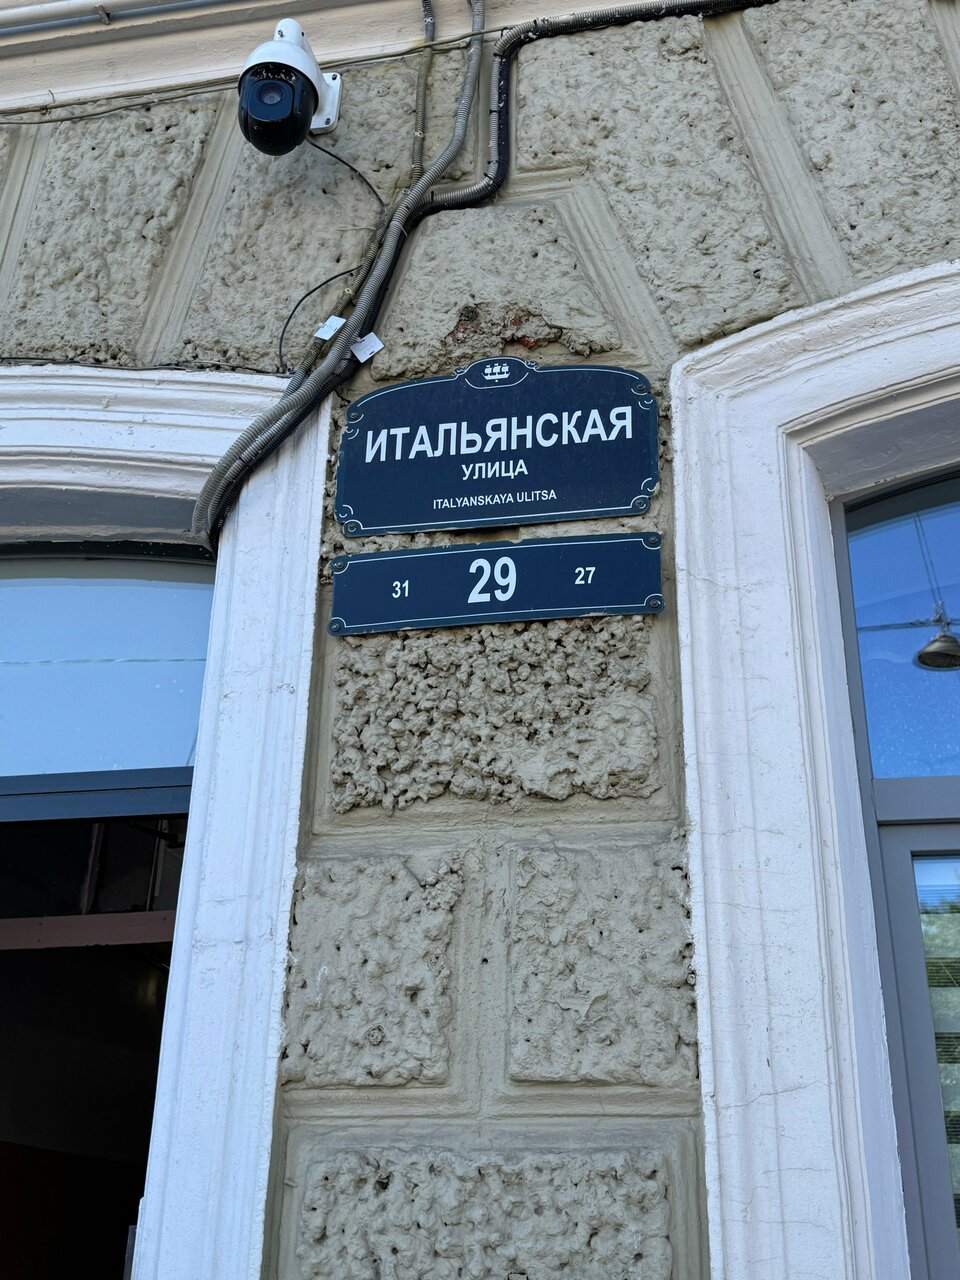 ИТАЛЬЯНСКАЯ
УЛИЦА
ITALYANSKAYA ULITSA
31 29 27